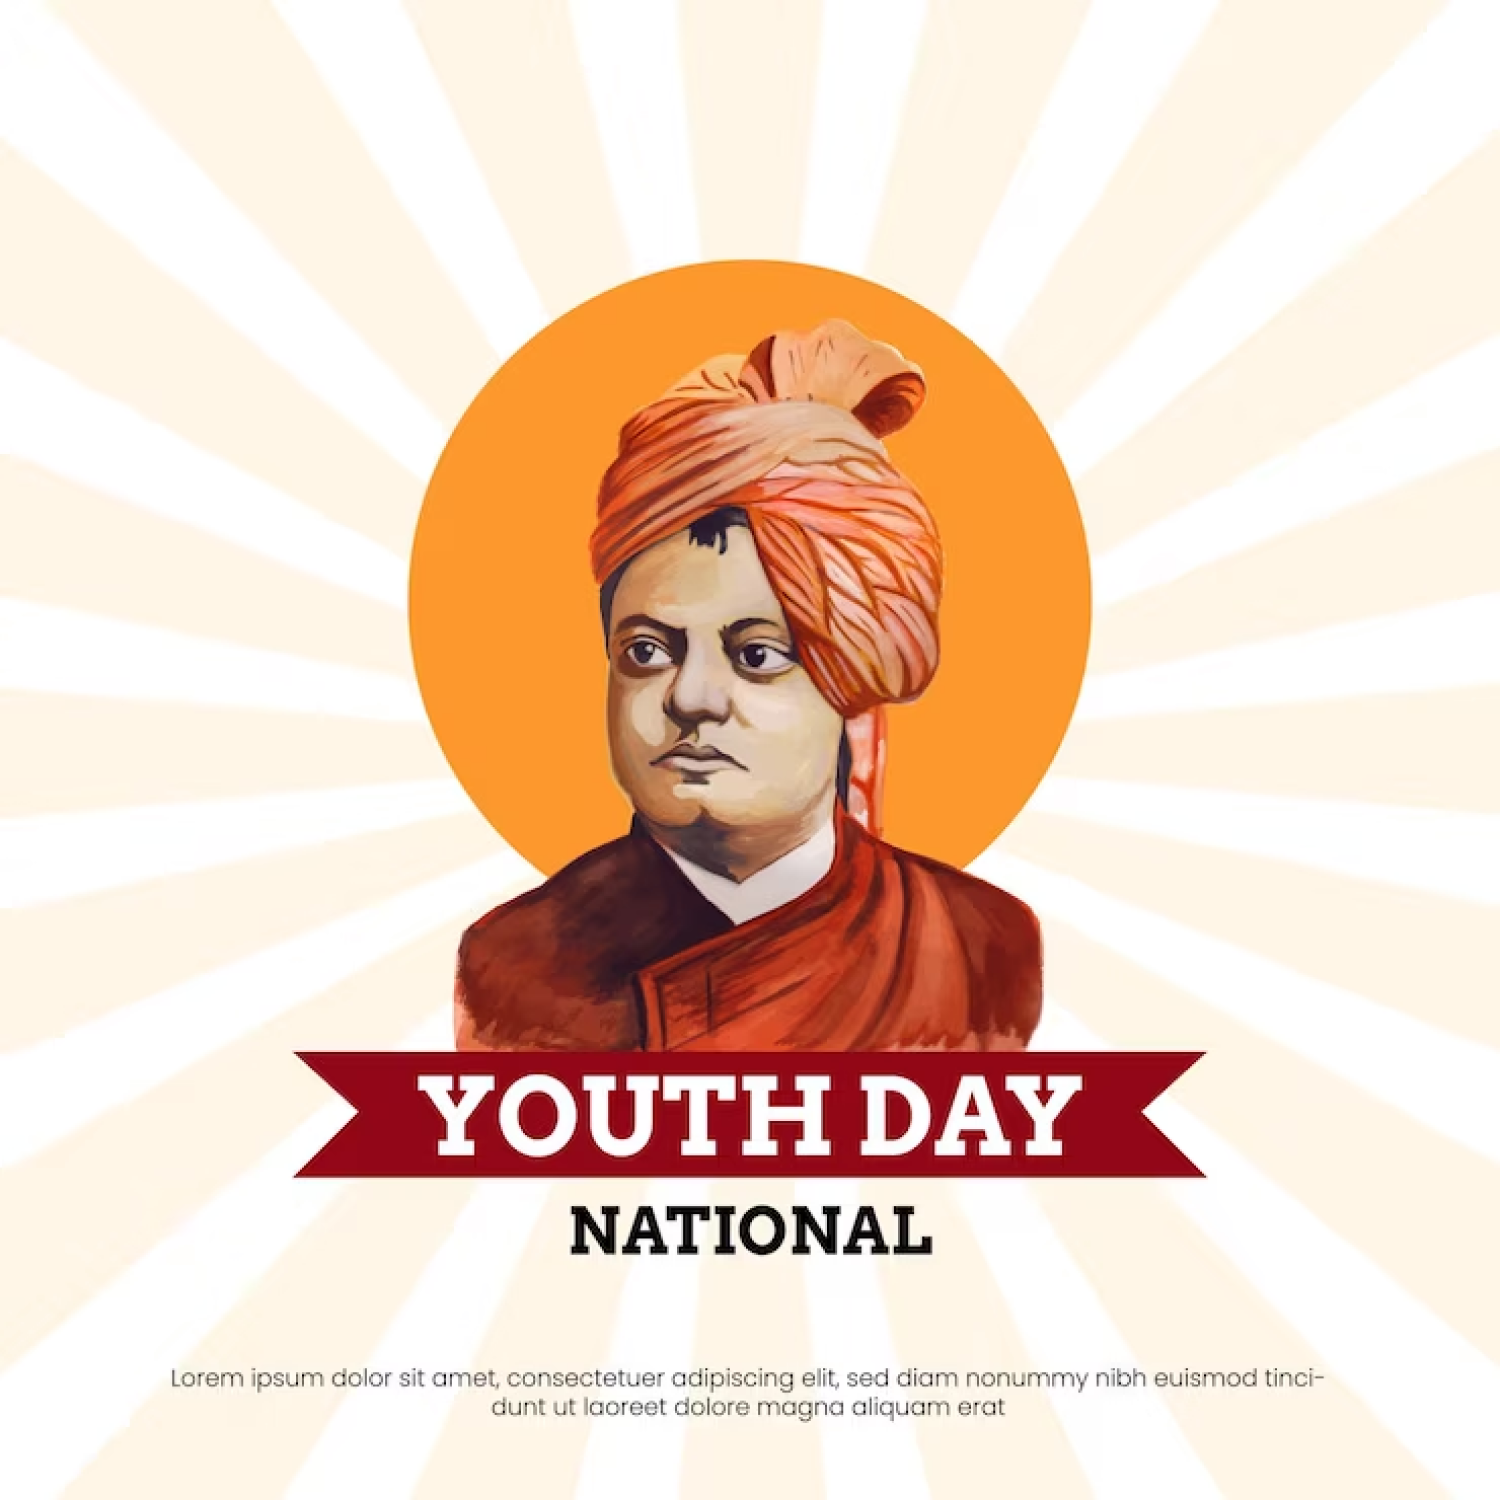 YOUTH DAY
NATIONAL
Lorem ipsum dolor sit amet, consectetuer adipiscing elit, sed diam nonummy nibh euismod tinci-
dunt ut laoreet dolore magna aliquam erat